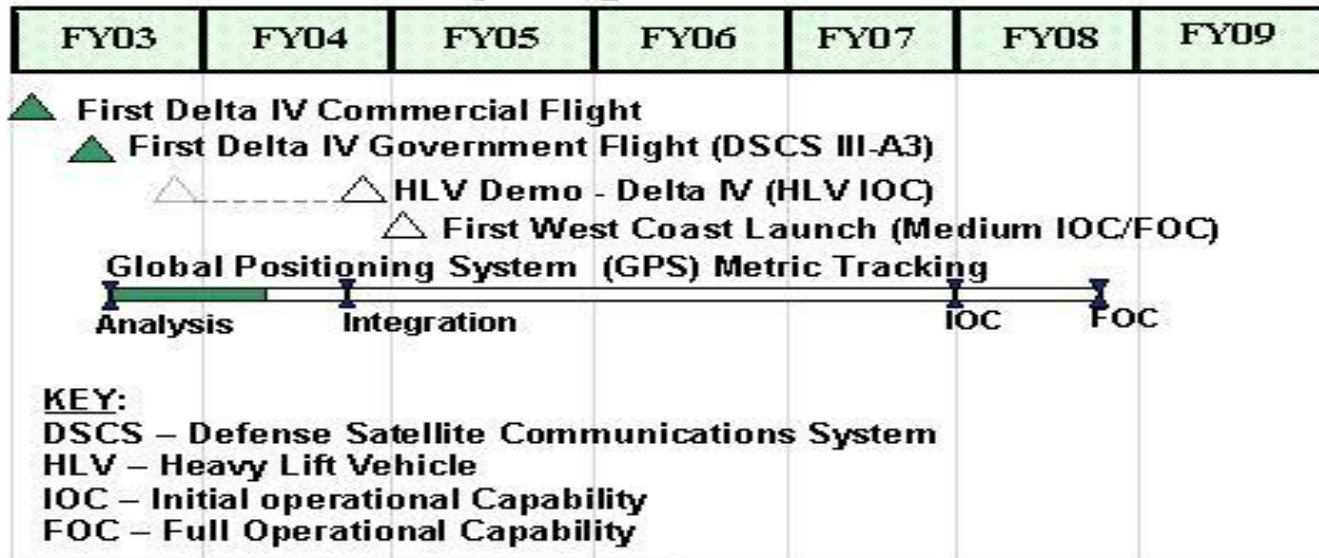 FY03 FY04 FY05 FY06 FY07 FY08 FY09
First Delta IV Commercial Flight
First Delta IV Government Flight (DSCS III-A3)
HLV Demo - Delta IV (HLV IOC)
First West Coast Launch (Medium IOC/FOC)
Global Positioning System (GPS) Metric Tracking
Analysis Integration IOC FOC
KEY:
DSCS – Defense Satellite Communications System
HLV – Heavy Lift Vehicle
IOC – Initial operational Capability
FOC – Full Operational Capability